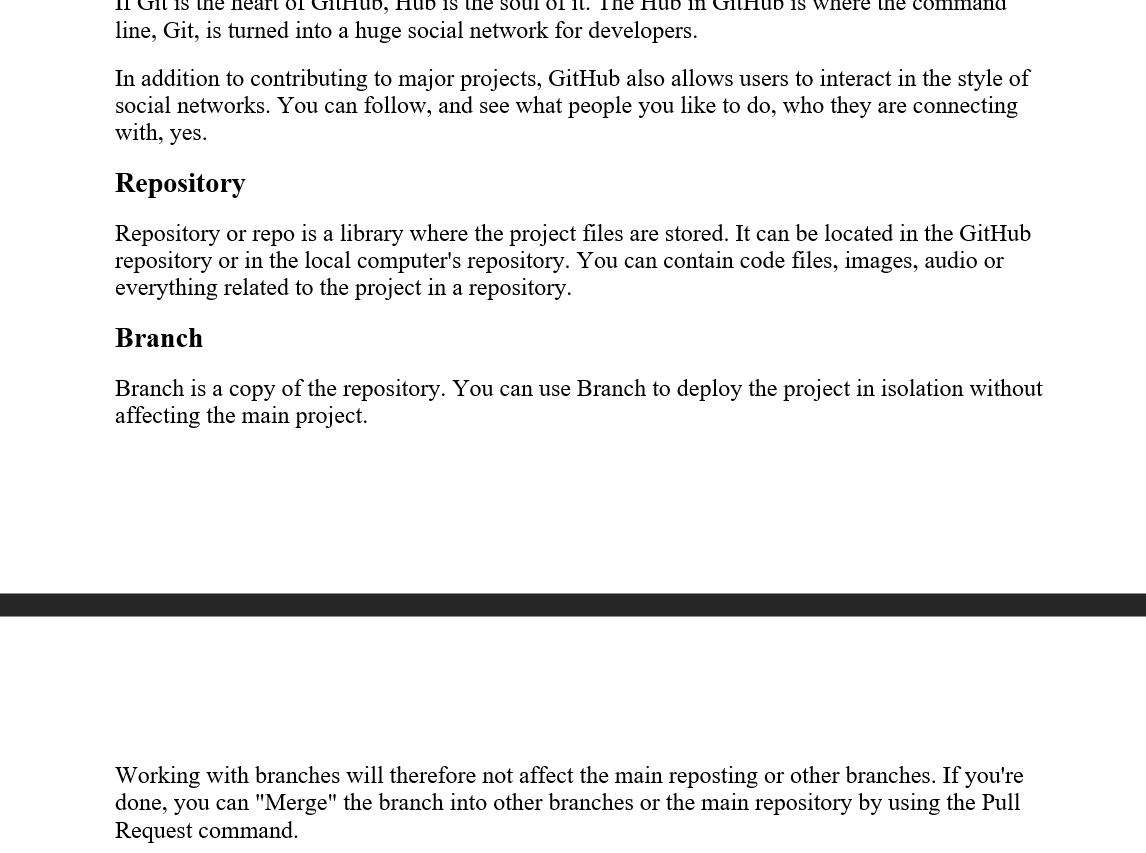 If Git is the heart of GitHub, Hub is the soul of it. The Hub in GitHub is where the command
line, Git, is turned into a huge social network for developers.
In addition to contributing to major projects, GitHub also allows users to interact in the style of
social networks. You can follow, and see what people you like to do, who they are connecting
with, yes.
Repository
Repository or repo is a library where the project files are stored. It can be located in the GitHub
repository or in the local computer's repository. You can contain code files, images, audio or
everything related to the project in a repository.
Branch
Branch is a copy of the repository. You can use Branch to deploy the project in isolation without
affecting the main project.
Working with branches will therefore not affect the main reposting or other branches. If you're
done, you can "Merge" the branch into other branches or the main repository by using the Pull
Request command.